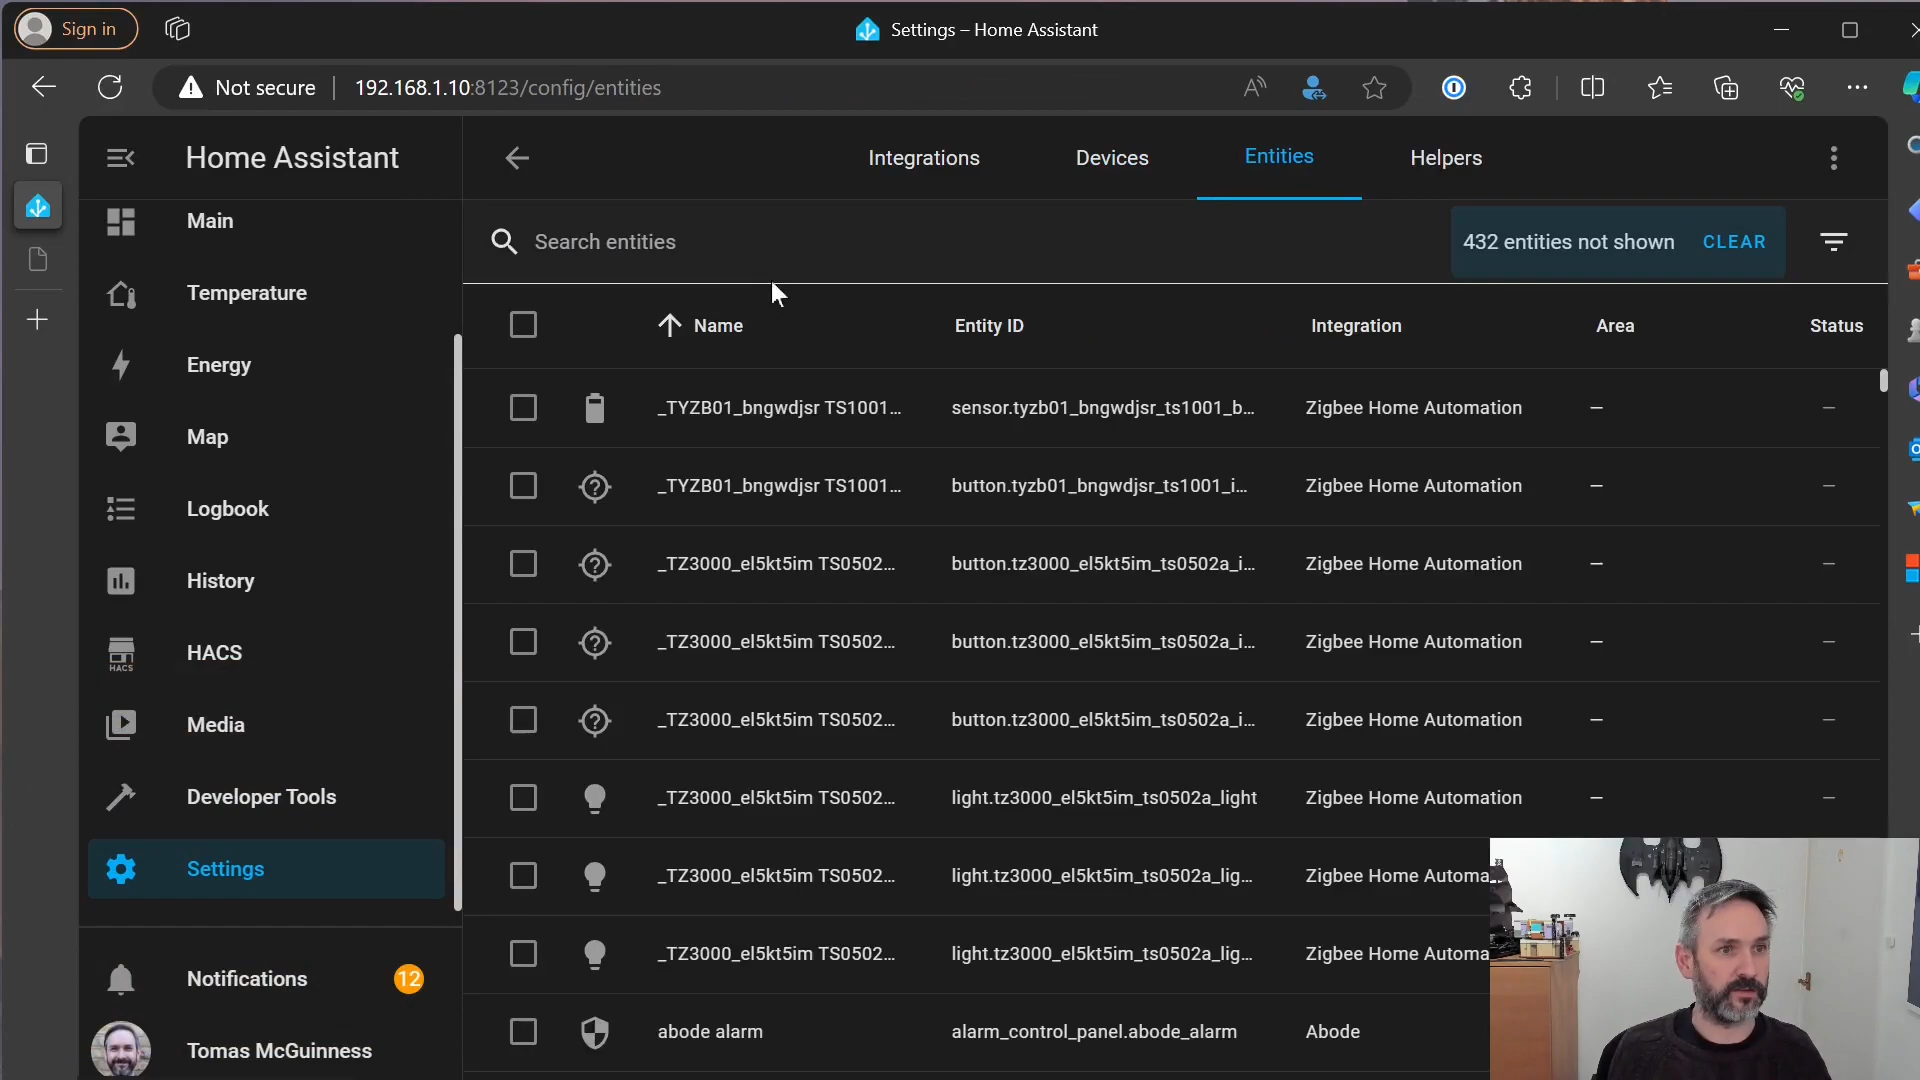 Sign in
Settings – Home Assistant
Not secure
192.168.1.10:8123/config/entities
Home Assistant
Integrations
Devices
Entities
Helpers
Main
Search entities
432 entities not shown
CLEAR
Temperature
Name
Entity ID
Integration
Area
Status
Energy
_TYZB01_bngwdjsr TS1001... sensor.tyzb01_bngwdjsr_ts1001_b... Zigbee Home Automation – –
Map
_TYZB01_bngwdjsr TS1001... button.tyzb01_bngwdjsr_ts1001_i... Zigbee Home Automation – –
Logbook
_TZ3000_el5kt5im TS0502... button.tz3000_el5kt5im_ts0502a_i... Zigbee Home Automation – –
History
_TZ3000_el5kt5im TS0502... button.tz3000_el5kt5im_ts0502a_i... Zigbee Home Automation – –
HACS
HACS
_TZ3000_el5kt5im TS0502... button.tz3000_el5kt5im_ts0502a_i... Zigbee Home Automation – –
Media
_TZ3000_el5kt5im TS0502... light.tz3000_el5kt5im_ts0502a_light Zigbee Home Automation – –
Developer Tools
_TZ3000_el5kt5im TS0502... light.tz3000_el5kt5im_ts0502a_lig... Zigbee Home Automa
Settings
_TZ3000_el5kt5im TS0502... light.tz3000_el5kt5im_ts0502a_lig... Zigbee Home Automa
Notifications
12
abode alarm alarm_control_panel.abode_alarm Abode
Tomas McGuinness